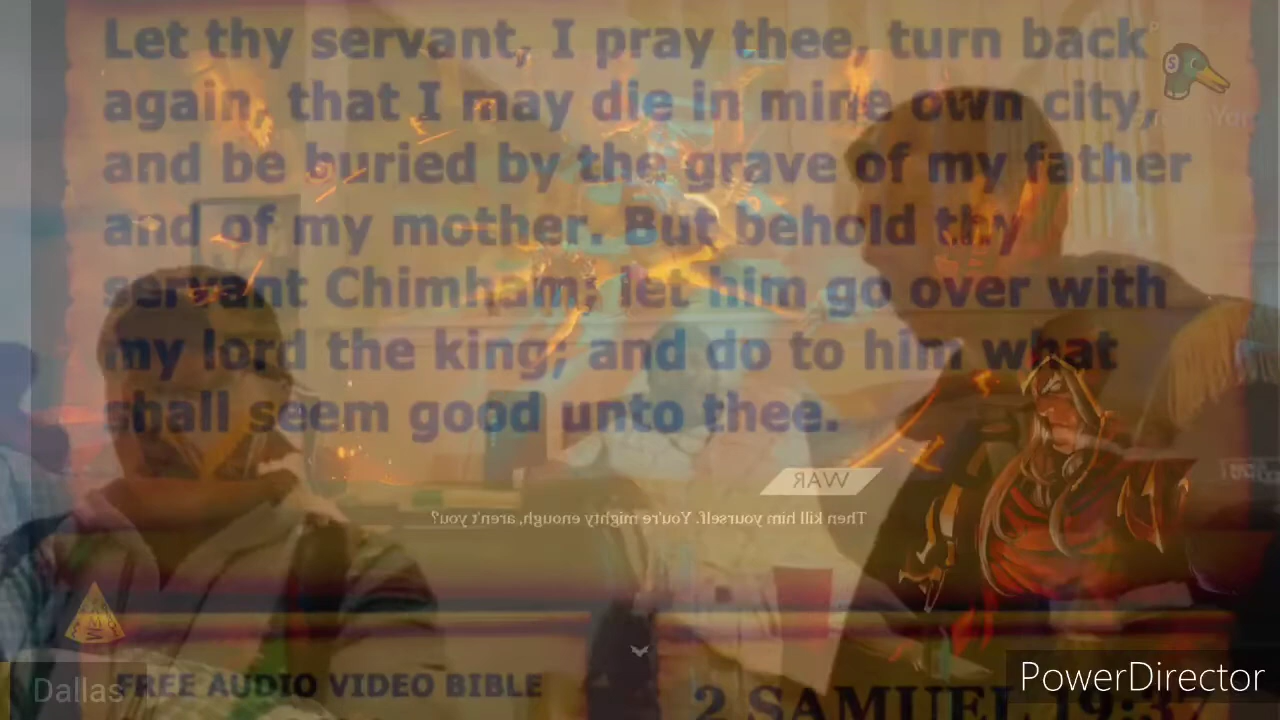 Let thy servant, I pray thee, turn back
again, that I may die in mine own city,
and be buried by the grave of my father
and of my mother. But behold thy
servant Chimham; let him go over with
my lord the king; and do to him what
shall seem good unto thee.
WAR
Then kill him yourself. You're mighty enough, aren't you?
VIM
Dallas
FREE AUDIO VIDEO BIBLE
2 SAMUEL 19:37
PowerDirector